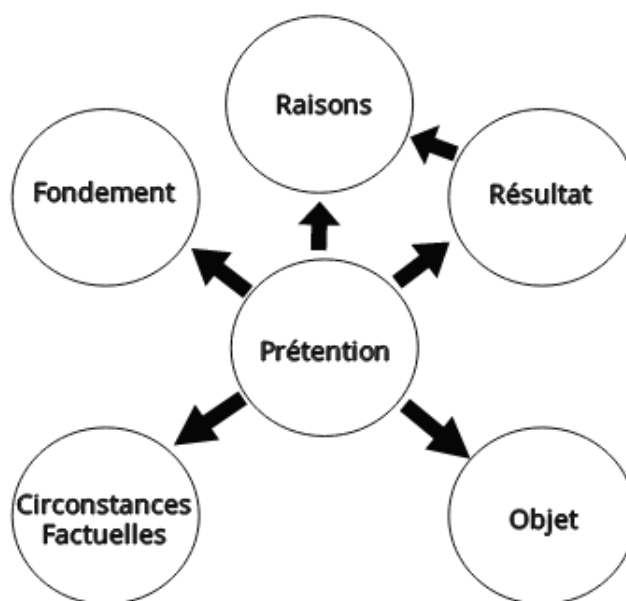 Raisons
Fondement
Résultat
Prétention
Circonstances
Factuelles
Objet